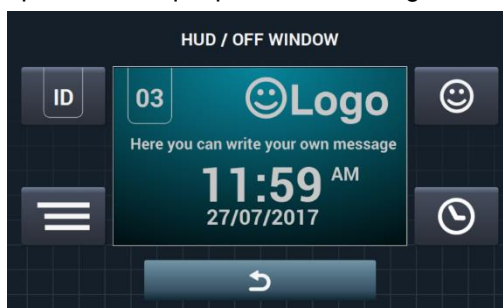 HUD / OFF WINDOW
ID
03
Logo
Here you can write your own message
11:59 AM
27/07/2017